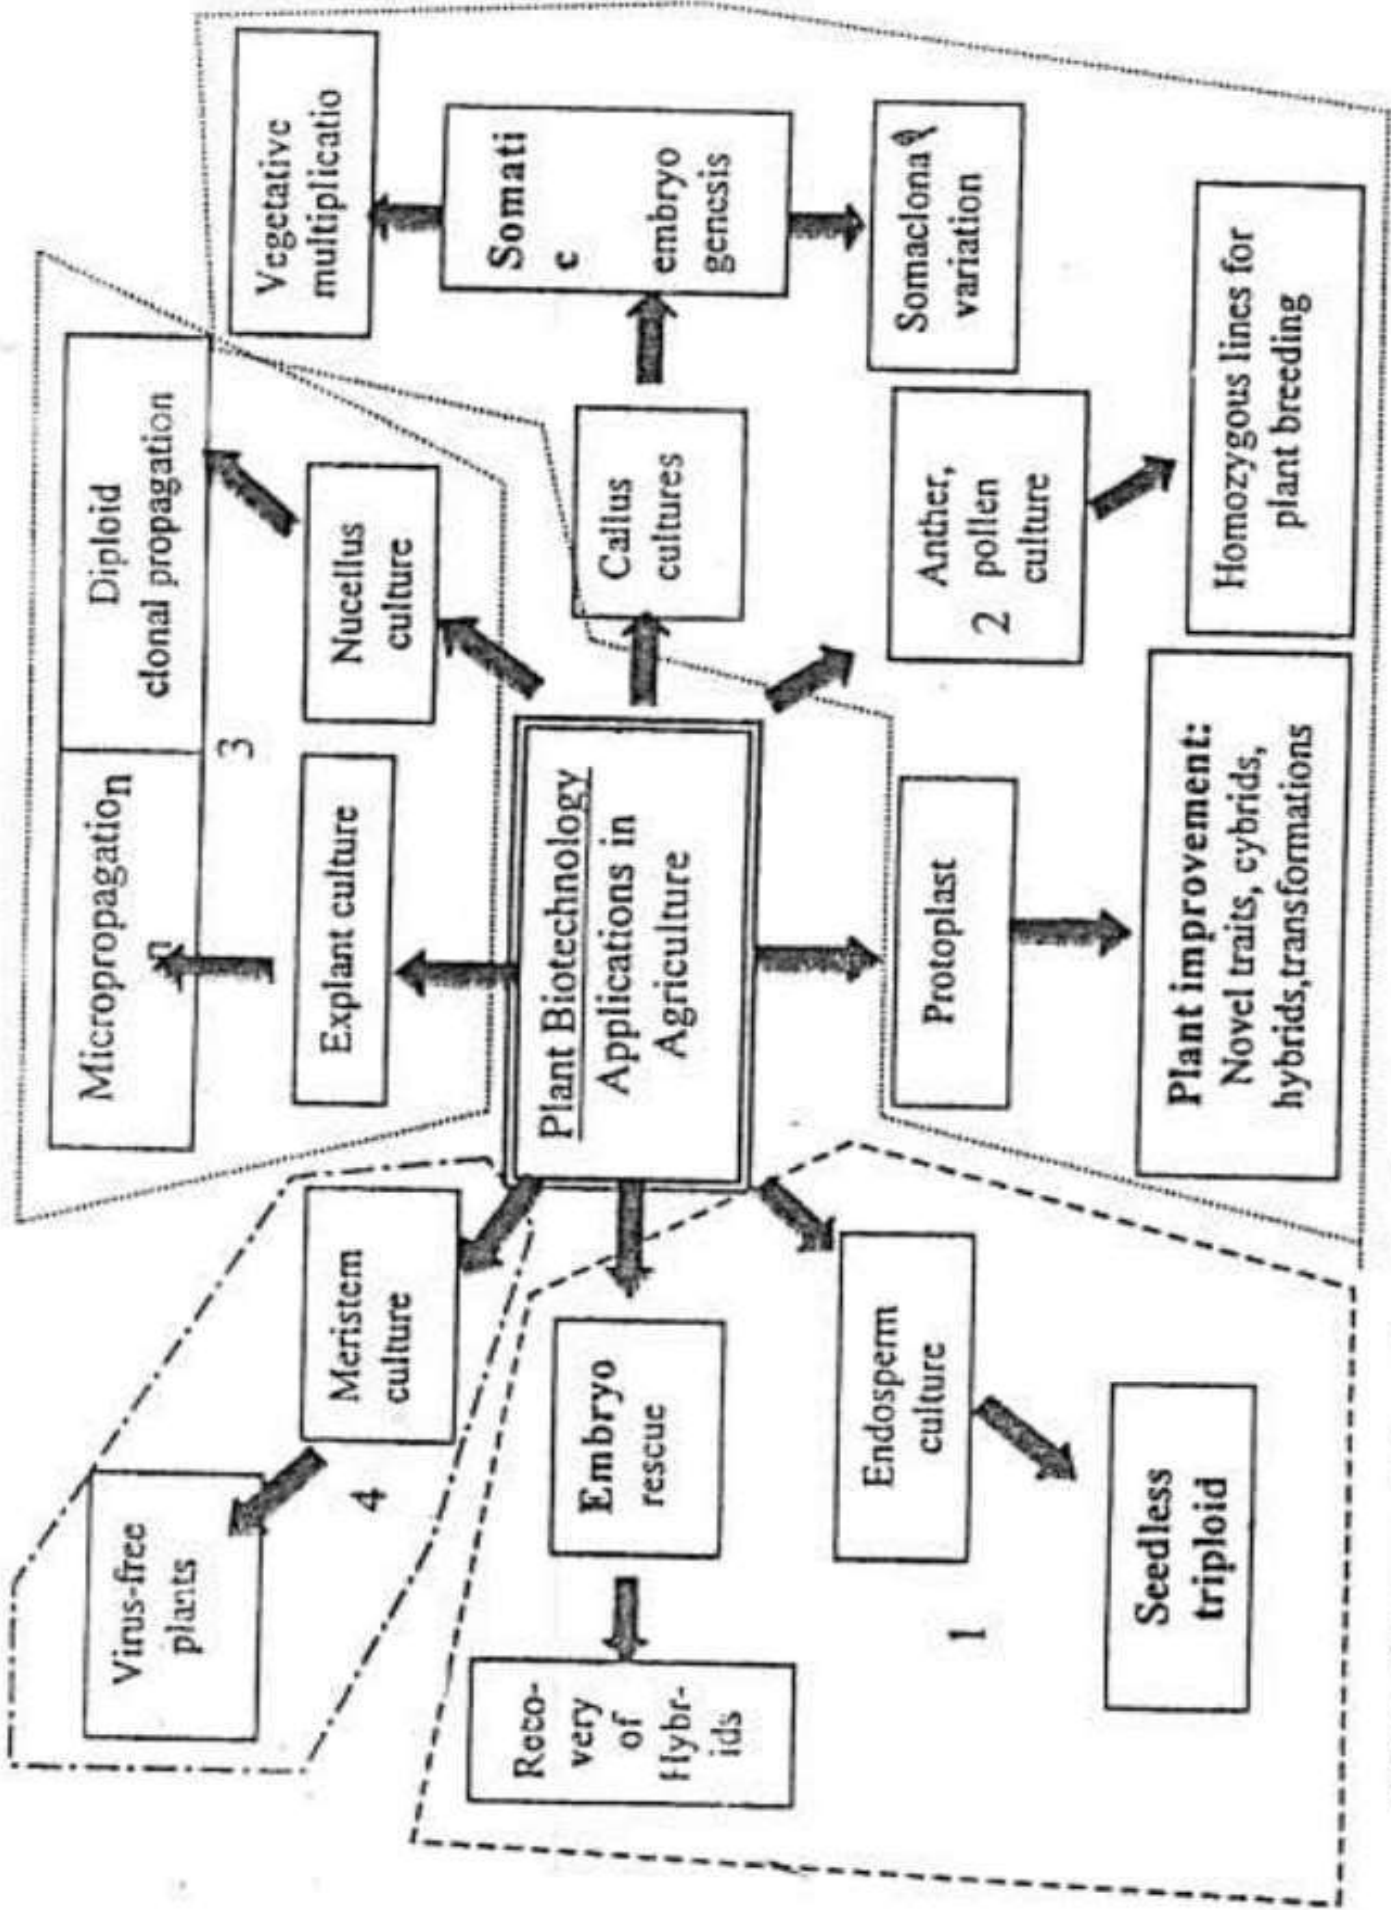 Virus-free
plants
4
Meristem
culture
Micropropagation
n
Diploid
clonal propagation
3
Explant culture
Nucellus
culture
Vegetative
multiplicatio
Reco-
very
of
Hybr-
ids
Embryo
rescue
Plant Biotechnology
Applications in
Agriculture
Callus
cultures
Somati
c
embryo
genesis
1
Endosperm
culture
Protoplast
Anther,
pollen
2 culture
Somaclonal
variation
Seedless
triploid
Plant improvement:
Novel traits, cybrids,
hybrids,transformations
Homozygous lines for
plant breeding